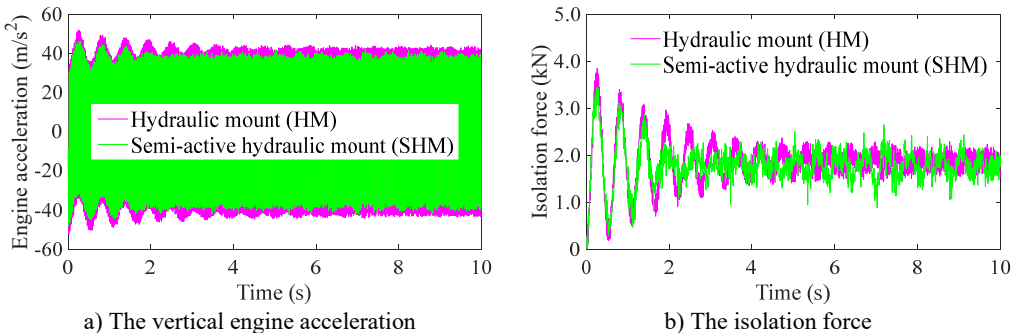 Engine acceleration (m/s²)
60
40
20
0
-20
-40
-60
Hydraulic mount (HM)
Semi-active hydraulic mount (SHM)
0 2 4 6 8 10
Time (s)
a) The vertical engine acceleration
Isolation force (kN)
5.0
4.0
3.0
2.0
1.0
0
Hydraulic mount (HM)
Semi-active hydraulic mount (SHM)
0 2 4 6 8 10
Time (s)
b) The isolation force